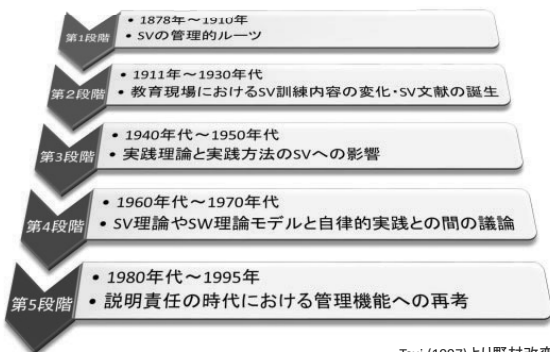 第1段階
• 1878年～1910年
• SVの管理的ルーツ
第2段階
• 1911年～1930年代
• 教育現場におけるSV訓練内容の変化・SV文献の誕生
第3段階
• 1940年代～1950年代
• 実践理論と実践方法のSVへの影響
第4段階
• 1960年代～1970年代
• SV理論やSW理論モデルと自律的実践との間の議論
第5段階
• 1980年代～1995年
• 説明責任の時代における管理機能への再考
(1997)より野村改変